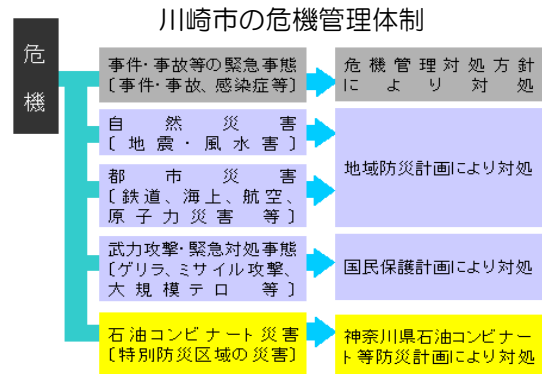 川崎市の危機管理体制
危
機
事件・事故等の緊急事態
〔事件・事故、感染症等〕
危機管理対処方針
により対処
自然災害
〔地震・風水害〕
都市災害
〔鉄道、海上、航空、
原子力災害等〕
地域防災計画により対処
武力攻撃・緊急対処事態
〔ゲリラ、ミサイル攻撃、
大規模テロ等〕
国民保護計画により対処
石油コンビナート災害
〔特別防災区域の災害〕
神奈川県石油コンビナー
ト等防災計画により対処